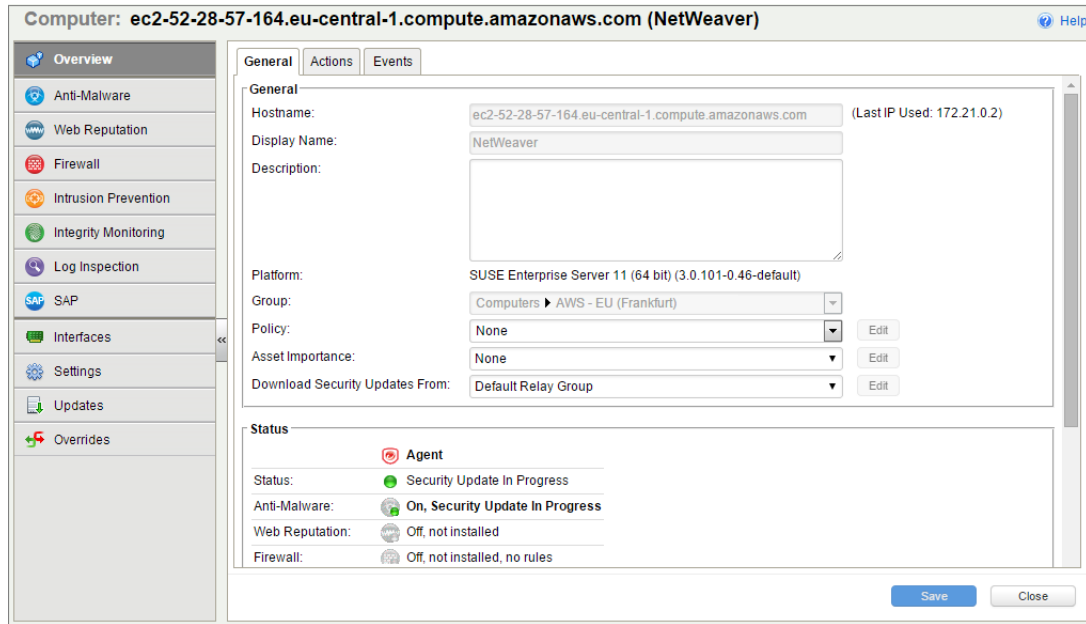 Computer: ec2-52-28-57-164.eu-central-1.compute.amazonaws.com (NetWeaver)
Help
Overview
Anti-Malware
Web Reputation
Firewall
Intrusion Prevention
Integrity Monitoring
Log Inspection
SAP SAP
Interfaces
Settings
Updates
Overrides
«
General Actions Events
General
Hostname: ec2-52-28-57-164.eu-central-1.compute.amazonaws.com (Last IP Used: 172.21.0.2)
Display Name: NetWeaver
Description:
Platform: SUSE Enterprise Server 11 (64 bit) (3.0.101-0.46-default)
Group: Computers ▶ AWS - EU (Frankfurt)
Policy: None Edit
Asset Importance: None Edit
Download Security Updates From: Default Relay Group Edit
Status
Agent
Status: Security Update In Progress
Anti-Malware: On, Security Update In Progress
Web Reputation: Off, not installed
Firewall: Off, not installed, no rules
Save Close